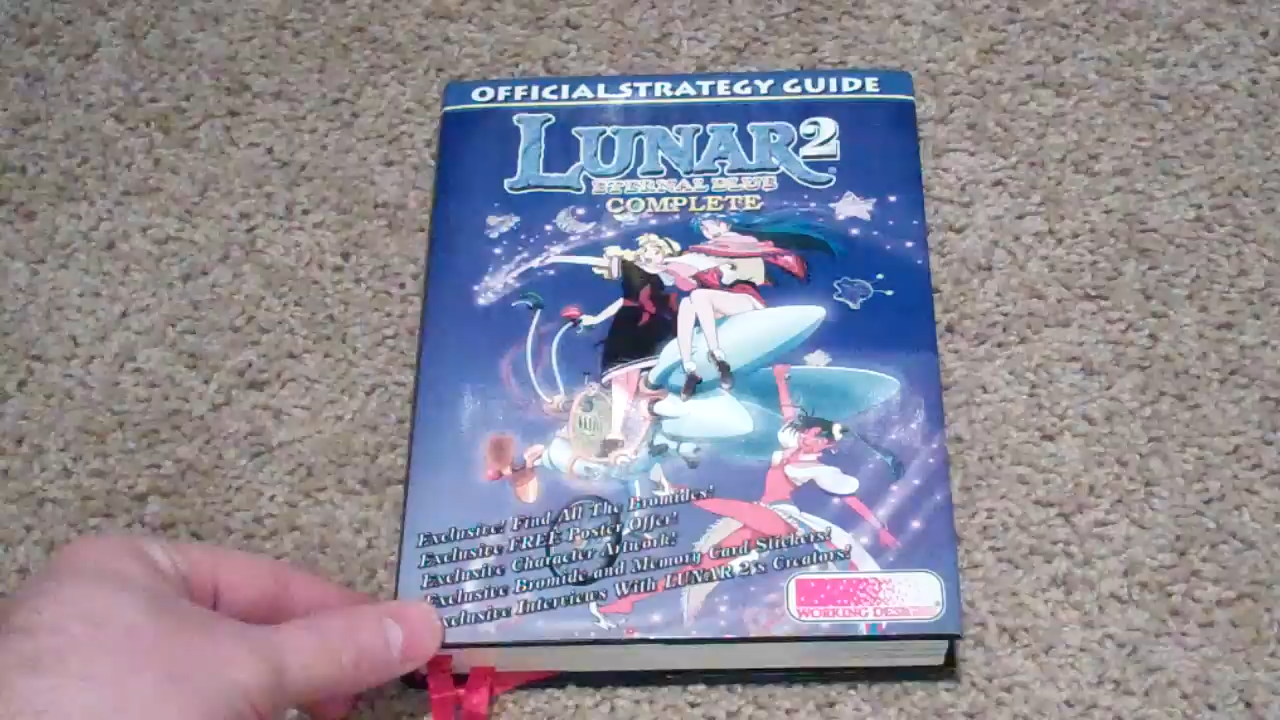 OFFICIAL STRATEGY GUIDE
LUNAR 2
ETERNAL BLUE
COMPLETE
Exclusive! Find All The Bromides!
Exclusive FREE Poster Offer!
Exclusive Character Artwork!
Exclusive Bromide and Memory Card Stickers!
Exclusive Interviews With LUNAR 2's Creators!
WORKING DESIGNS